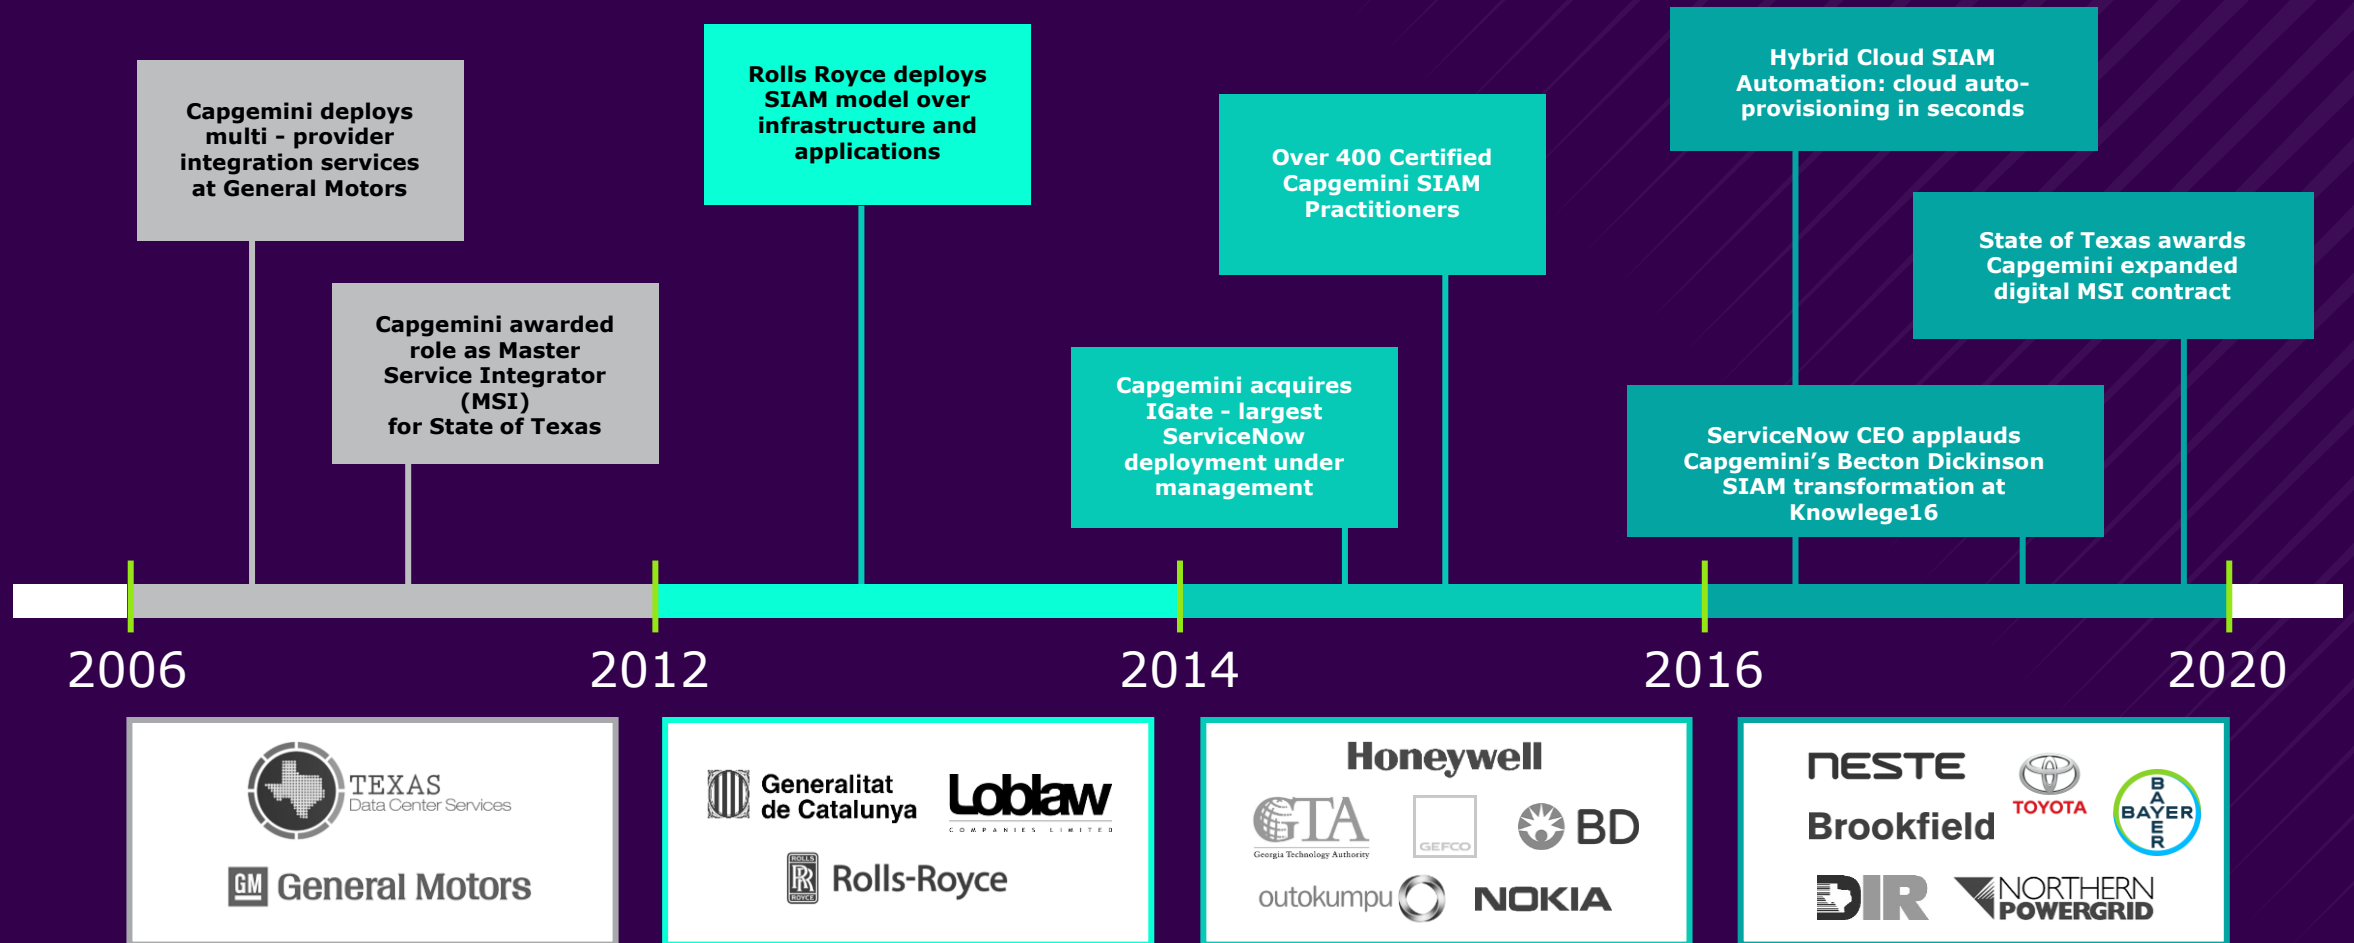 Capgemini deploys
multi - provider
integration services
at General Motors
Capgemini awarded
role as Master
Service Integrator
(MSI)
for State of Texas
Rolls Royce deploys
SIAM model over
infrastructure and
applications
Capgemini acquires
IGate - largest
ServiceNow
deployment under
management
Over 400 Certified
Capgemini SIAM
Practitioners
Hybrid Cloud SIAM
Automation: cloud auto-
provisioning in seconds
ServiceNow CEO applauds
Capgemini’s Becton Dickinson
SIAM transformation at
Knowlege16
State of Texas awards
Capgemini expanded
digital MSI contract
2006
2012
2014
2016
2020
TEXAS
Data Center Services
GM General Motors
Generalitat
de Catalunya
Loblaw
COMPANIES LIMITED
ROLLS
RR
ROYCE
Rolls-Royce
Honeywell
GTA
Georgia Technology Authority
GEFCO
BD
outokumpu
NOKIA
NESTE
TOYOTA
BAYER
BAYER
Brookfield
DIR
NORTHERN
POWERGRID